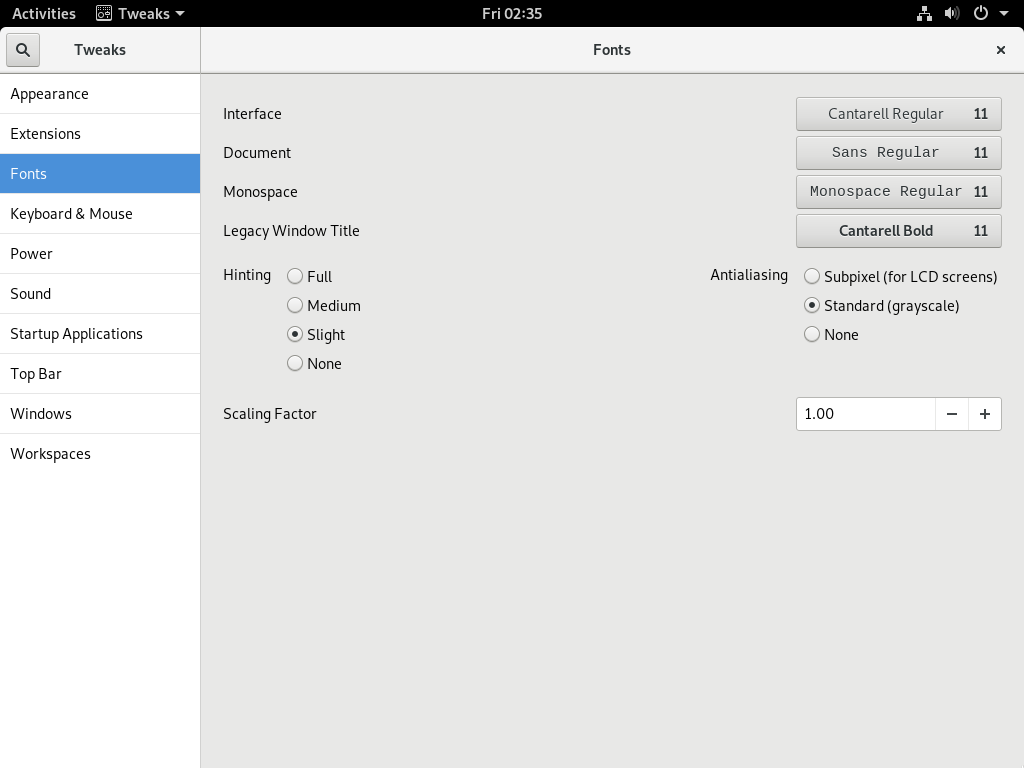 Activities Tweaks Fri 02:35
Tweaks Fonts
Appearance
Extensions
Fonts
Keyboard & Mouse
Power
Sound
Startup Applications
Top Bar
Windows
Workspaces
Interface Cantarell Regular 11
Document Sans Regular 11
Monospace Monospace Regular 11
Legacy Window Title Cantarell Bold 11
Hinting
Full
Medium
Slight
None
Antialiasing
Subpixel (for LCD screens)
Standard (grayscale)
None
Scaling Factor 1.00